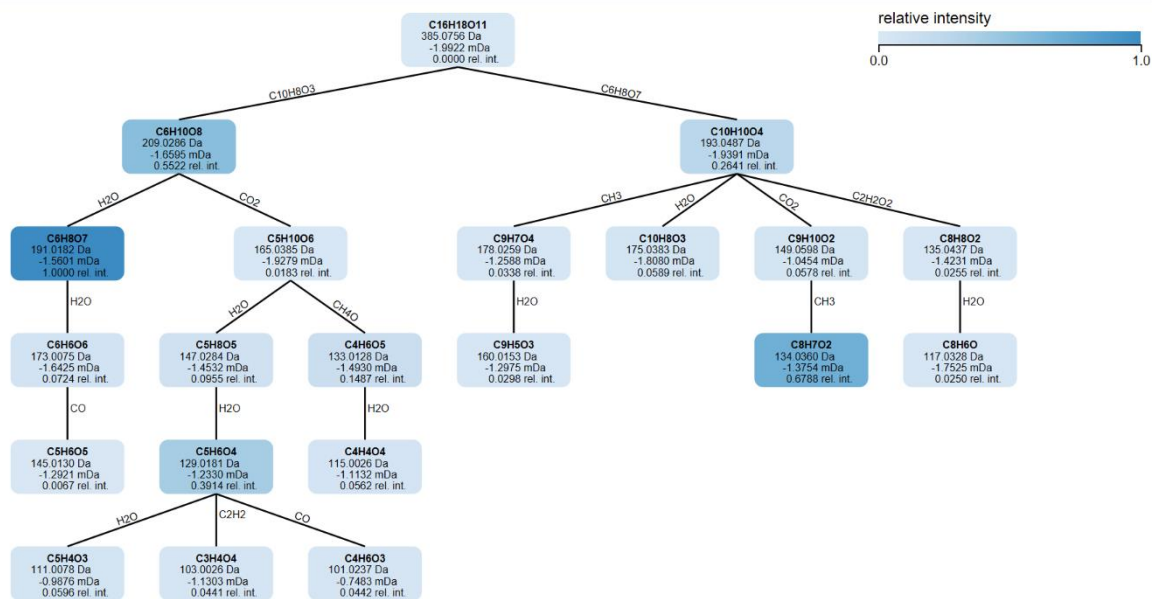 C16H18O11
385.0756 Da
-1.9922 mDa
0.0000 rel. int.
relative intensity
0.0
1.0
C10H8O3
C6H8O7
C6H10O8
209.0286 Da
-1.6595 mDa
0.5522 rel. int.
C10H10O4
193.0487 Da
-1.9391 mDa
0.2641 rel. int.
H2O
CO2
CH3
H2O
CO2
C2H2O2
C6H8O7
191.0182 Da
-1.5601 mDa
1.0000 rel. int.
C5H10O6
165.0385 Da
-1.9279 mDa
0.0183 rel. int.
C9H7O4
178.0259 Da
-1.2588 mDa
0.0338 rel. int.
C10H8O3
175.0383 Da
-1.8080 mDa
0.0589 rel. int.
C9H10O2
149.0598 Da
-1.0454 mDa
0.0578 rel. int.
C8H8O2
135.0437 Da
-1.4231 mDa
0.0255 rel. int.
H2O
H2O
CH4O
H2O
CH3
H2O
C6H6O6
173.0075 Da
-1.6425 mDa
0.0724 rel. int.
C5H8O5
147.0284 Da
-1.4532 mDa
0.0955 rel. int.
C4H6O5
133.0128 Da
-1.4930 mDa
0.1487 rel. int.
C9H5O3
160.0153 Da
-1.2975 mDa
0.0298 rel. int.
C8H7O2
134.0360 Da
-1.3754 mDa
0.6788 rel. int.
C8H6O
117.0328 Da
-1.7525 mDa
0.0250 rel. int.
CO
H2O
H2O
C5H6O5
145.0130 Da
-1.2921 mDa
0.0067 rel. int.
C5H6O4
129.0181 Da
-1.2330 mDa
0.3914 rel. int.
C4H4O4
115.0026 Da
-1.1132 mDa
0.0562 rel. int.
H2O
C2H2
CO
C5H4O3
111.0078 Da
-0.9876 mDa
0.0596 rel. int.
C3H4O4
103.0026 Da
-1.1303 mDa
0.0441 rel. int.
C4H6O3
101.0237 Da
-0.7483 mDa
0.0442 rel. int.